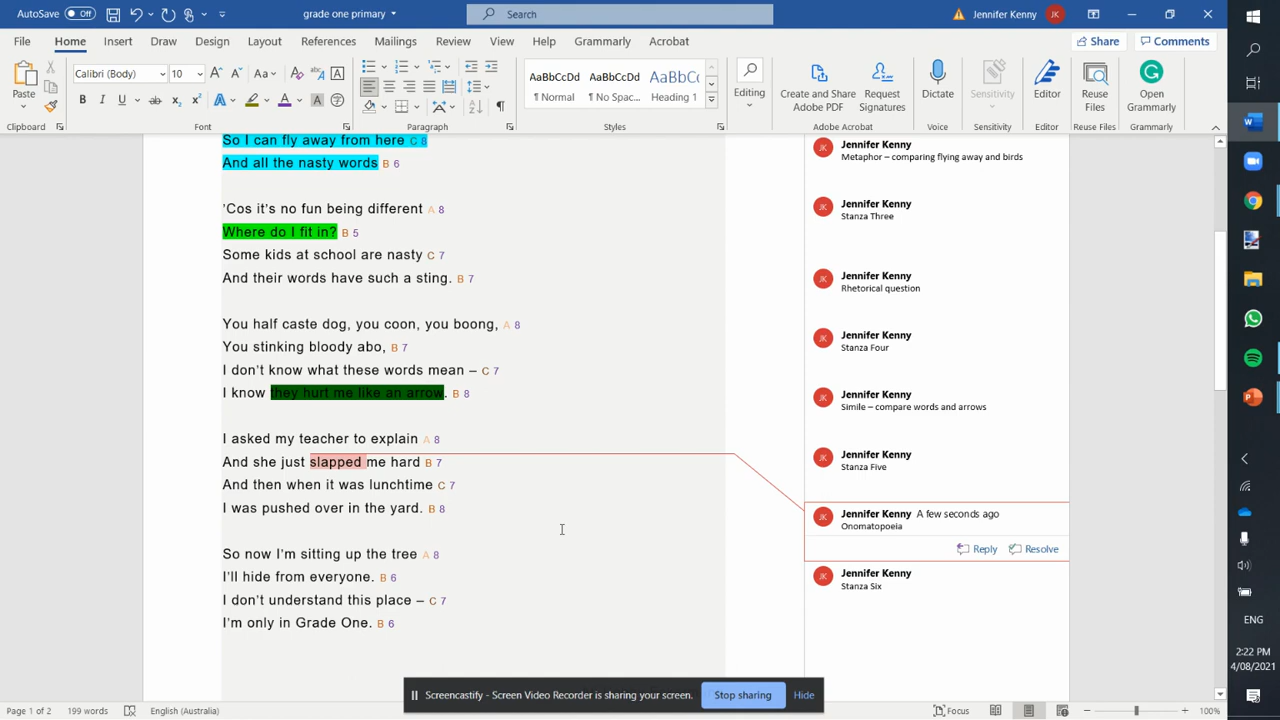 AutoSave Off grade one primary Search Jennifer Kenny JK
File Home Insert Draw Design Layout References Mailings Review View Help Grammarly Acrobat Share Comments
Paste Calibri (Body) 10 AaBbCcDd AaBbCcDd AaBbCc Editing Create and Share Adobe PDF Request Signatures Dictate Sensitivity Editor Reuse Files Open Grammarly
¶ Normal ¶ No Spac... Heading 1
Clipboard Font Paragraph Styles Adobe Acrobat Voice Sensitivity Editor Reuse Files Grammarly
So I can fly away from here C 8
And all the nasty words B 6
'Cos it's no fun being different A 8
Where do I fit in? B 5
Some kids at school are nasty C 7
And their words have such a sting. B 7
You half caste dog, you coon, you boong, A 8
You stinking bloody abo, B 7
I don't know what these words mean – C 7
I know they hurt me like an arrow. B 8
I asked my teacher to explain A 8
And she just slapped me hard B 7
And then when it was lunchtime C 7
I was pushed over in the yard. B 8
So now I'm sitting up the tree A 8
I'll hide from everyone. B 6
I don't understand this place – C 7
I'm only in Grade One. B 6
JK Jennifer Kenny
Metaphor – comparing flying away and birds
JK Jennifer Kenny
Stanza Three
JK Jennifer Kenny
Rhetorical question
JK Jennifer Kenny
Stanza Four
JK Jennifer Kenny
Simile – compare words and arrows
JK Jennifer Kenny
Stanza Five
JK Jennifer Kenny A few seconds ago
Onomatopoeia
Reply Resolve
JK Jennifer Kenny
Stanza Six
Screencastify - Screen Video Recorder is sharing your screen. Stop sharing Hide
Page 1 of 2 199 words English (Australia) Focus 100%
ENG
2:22 PM
4/08/2021